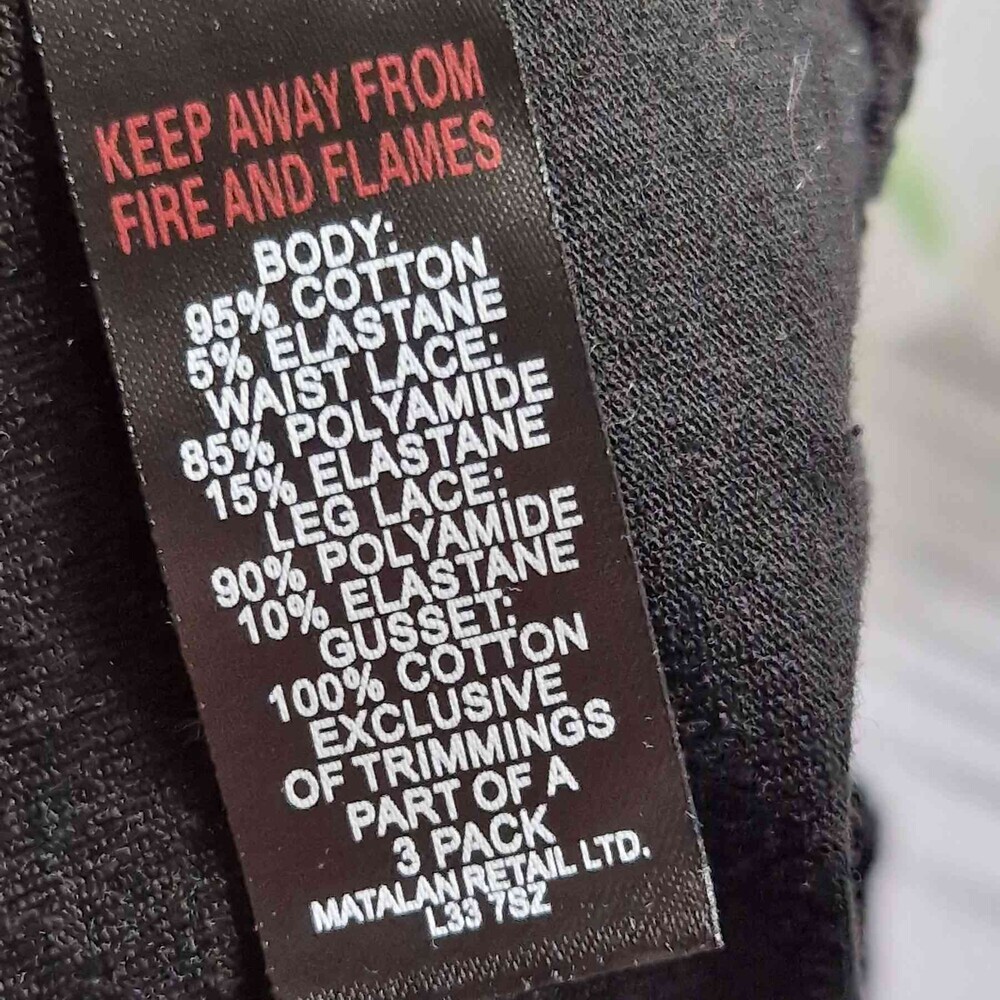 KEEP AWAY FROM
FIRE AND FLAMES
BODY:
95% COTTON
5% ELASTANE
WAIST LACE:
85% POLYAMIDE
15% ELASTANE
LEG LACE:
90% POLYAMIDE
10% ELASTANE
GUSSET:
100% COTTON
EXCLUSIVE
OF TRIMMINGS
PART OF A
3 PACK
MATALAN RETAIL LTD.
L33 7SZ